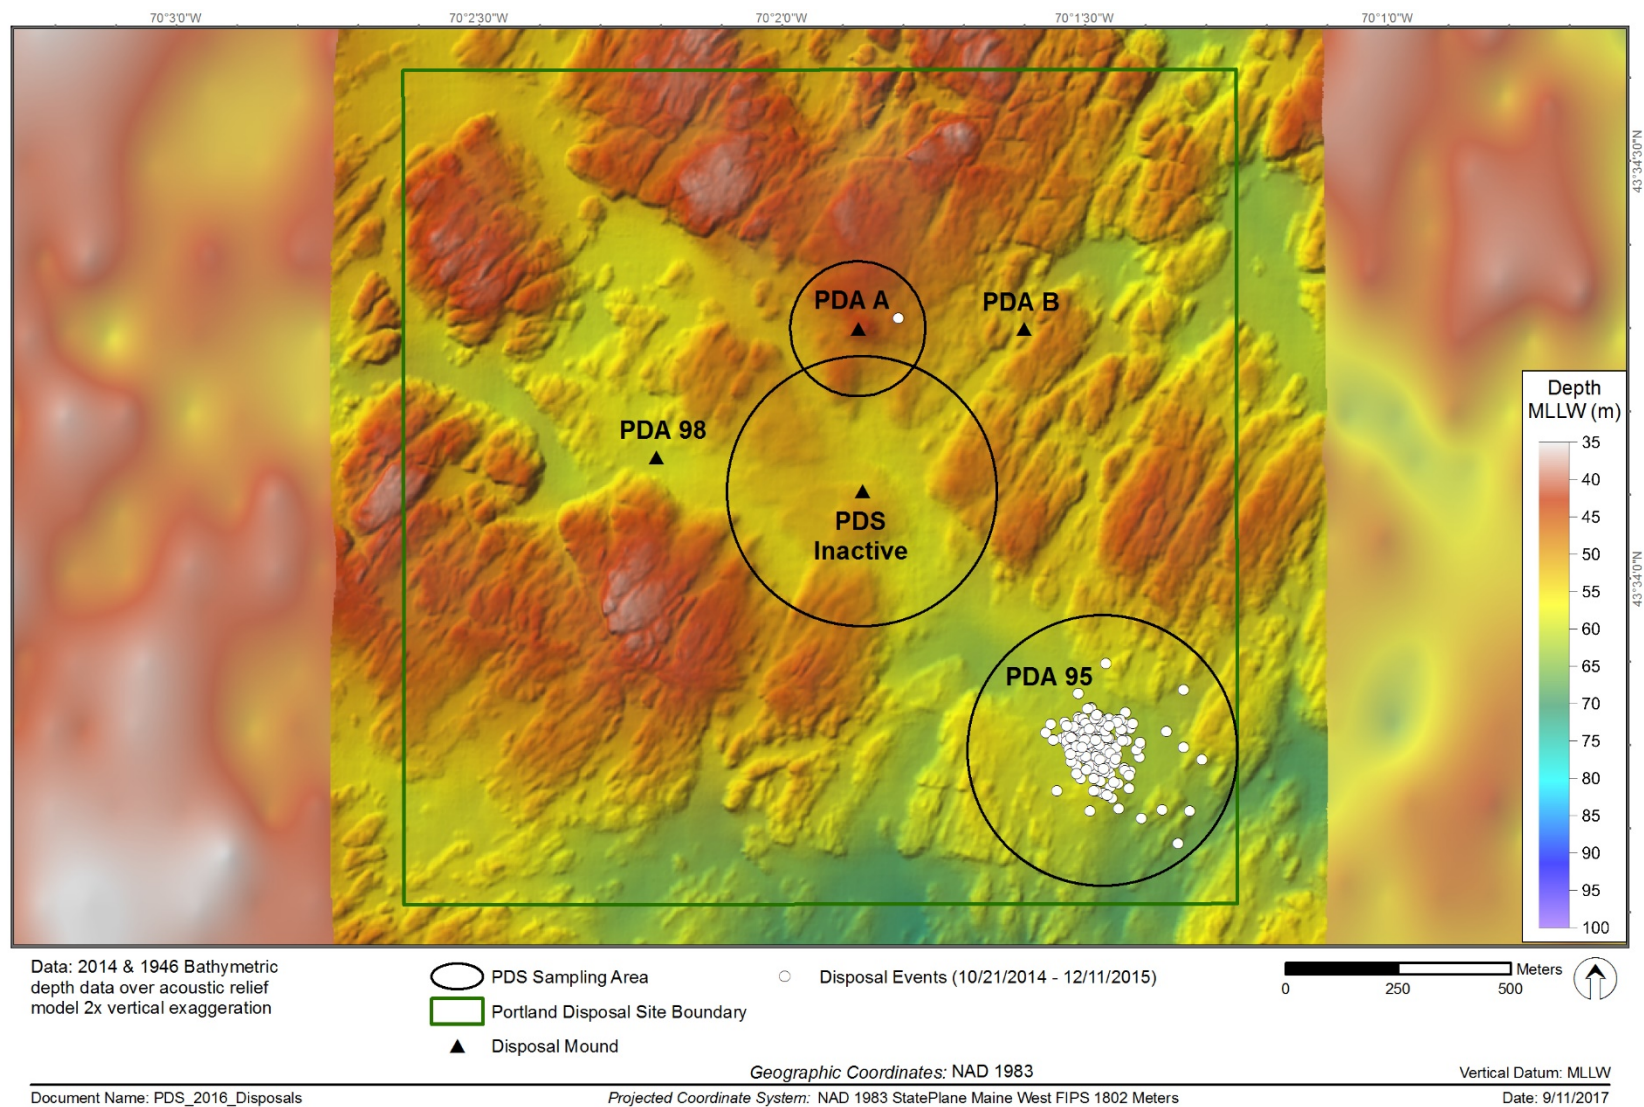 70°3'0"W 70°2'30"W 70°2'0"W 70°1'30"W 70°1'0"W
43°34'30"N
43°34'0"N
PDA A
PDA B
PDA 98
PDS
Inactive
PDA 95
Depth
MLLW (m)
35
40
45
50
55
60
65
70
75
80
85
90
95
100
Data: 2014 & 1946 Bathymetric
depth data over acoustic relief
model 2x vertical exaggeration
PDS Sampling Area
Portland Disposal Site Boundary
Disposal Mound
Disposal Events (10/21/2014 - 12/11/2015)
Meters
0 250 500
Geographic Coordinates: NAD 1983
Vertical Datum: MLLW
Document Name: PDS_2016_Disposals
Projected Coordinate System: NAD 1983 StatePlane Maine West FIPS 1802 Meters
Date: 9/11/2017